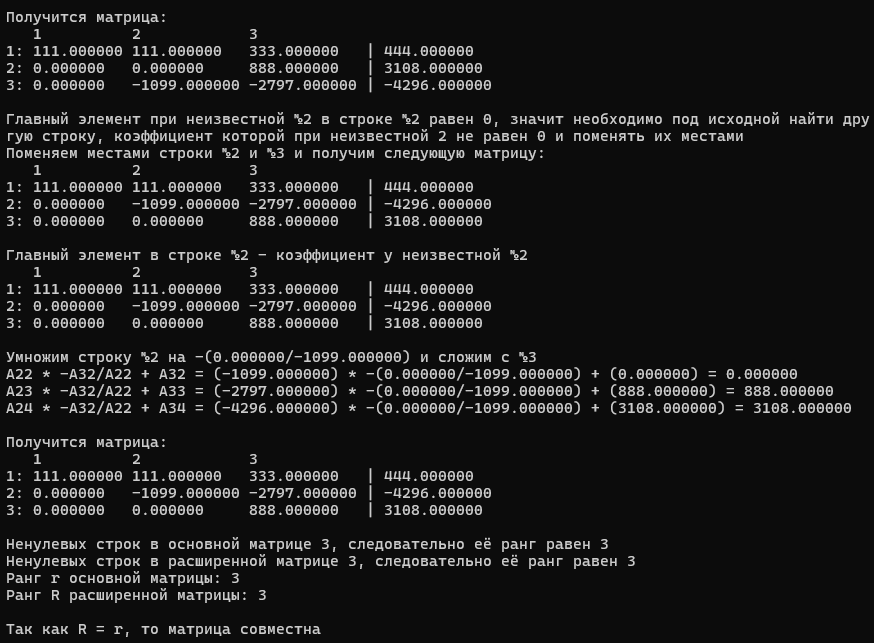 Получится матрица:
1 2 3
1: 111.000000 111.000000 333.000000 | 444.000000
2: 0.000000 0.000000 888.000000 | 3108.000000
3: 0.000000 -1099.000000 -2797.000000 | -4296.000000
Главный элемент при неизвестной %2 в строке %2 равен 0, значит необходимо под исходной найти дру
гую строку, коэффициент которой при неизвестной 2 не равен 0 и поменять их местами
Поменяем местами строки %2 и %3 и получим следующую матрицу:
1 2 3
1: 111.000000 111.000000 333.000000 | 444.000000
2: 0.000000 -1099.000000 -2797.000000 | -4296.000000
3: 0.000000 0.000000 888.000000 | 3108.000000
Главный элемент в строке %2 - коэффициент у неизвестной %2
1 2 3
1: 111.000000 111.000000 333.000000 | 444.000000
2: 0.000000 -1099.000000 -2797.000000 | -4296.000000
3: 0.000000 0.000000 888.000000 | 3108.000000
Умножим строку %2 на -(0.000000/-1099.000000) и сложим с %3
A22 * -A32/A22 + A32 = (-1099.000000) * -(0.000000/-1099.000000) + (0.000000) = 0.000000
A23 * -A32/A22 + A33 = (-2797.000000) * -(0.000000/-1099.000000) + (888.000000) = 888.000000
A24 * -A32/A22 + A34 = (-4296.000000) * -(0.000000/-1099.000000) + (3108.000000) = 3108.000000
Получится матрица:
1 2 3
1: 111.000000 111.000000 333.000000 | 444.000000
2: 0.000000 -1099.000000 -2797.000000 | -4296.000000
3: 0.000000 0.000000 888.000000 | 3108.000000
Ненулевых строк в основной матрице 3, следовательно её ранг равен 3
Ненулевых строк в расширенной матрице 3, следовательно её ранг равен 3
Ранг r основной матрицы: 3
Ранг R расширенной матрицы: 3
Так как R = r, то матрица совместна